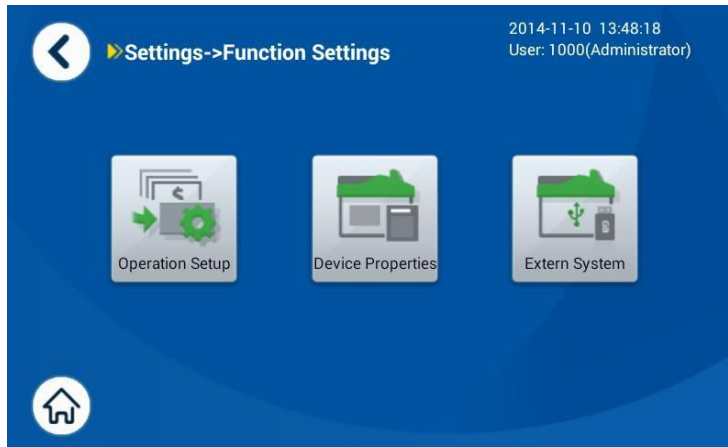 Settings->Function Settings
2014-11-10 13:48:18
User: 1000(Administrator)
Operation Setup
Device Properties
Extern System